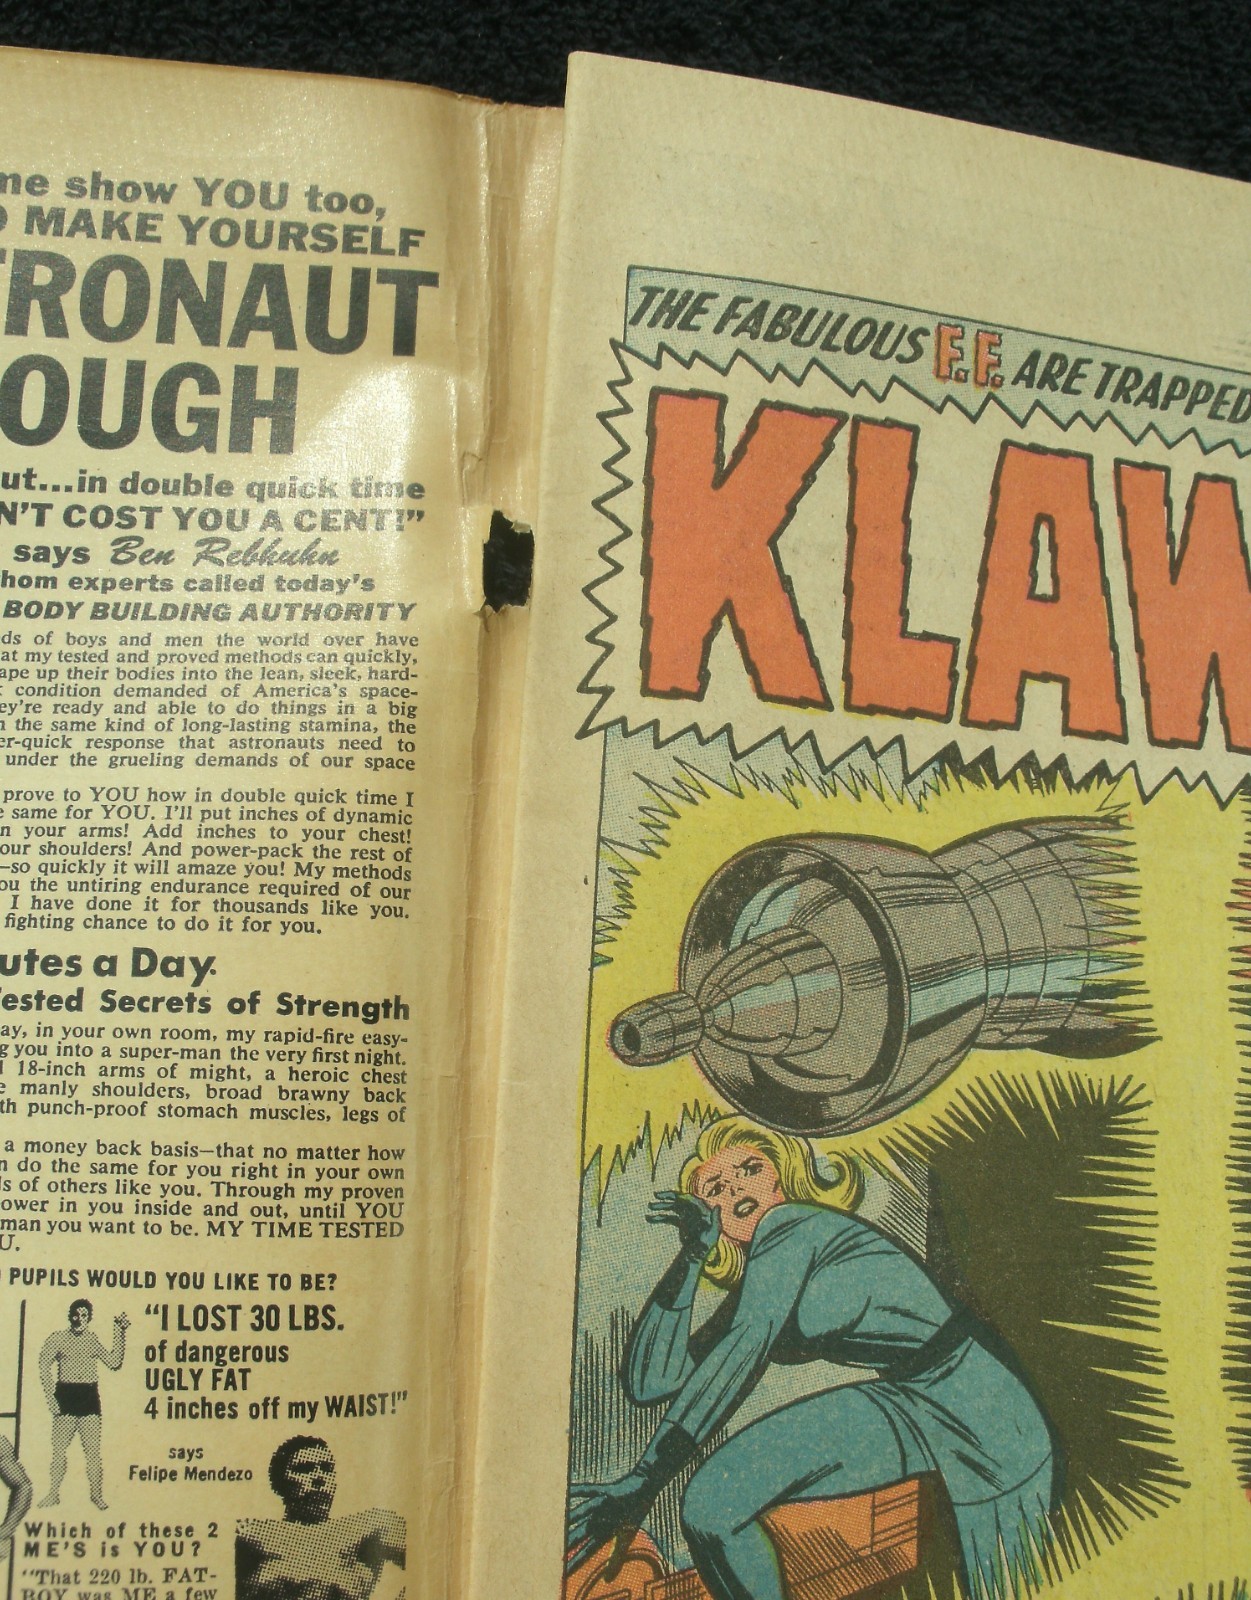 me show YOU too,
MAKE YOURSELF
TRONAUT
OUGH
ut...in double quick time
N'T COST YOU A CENT!"
says Ben Rebhuhn
hom experts called today's
BODY BUILDING AUTHORITY
ds of boys and men the world over have
at my tested and proved methods can quickly,
ape up their bodies into the lean, sleek, hard-
condition demanded of America's space-
ey're ready and able to do things in a big
n the same kind of long-lasting stamina, the
er-quick response that astronauts need to
under the grueling demands of our space
prove to YOU how in double quick time I
e same for YOU. I'll put inches of dynamic
n your arms! Add inches to your chest!
our shoulders! And power-pack the rest of
—so quickly it will amaze you! My methods
ou the untiring endurance required of our
I have done it for thousands like you.
fighting chance to do it for you.
utes a Day.
Tested Secrets of Strength
ay, in your own room, my rapid-fire easy-
g you into a super-man the very first night.
18-inch arms of might, a heroic chest
e manly shoulders, broad brawny back
th punch-proof stomach muscles, legs of
a money back basis—that no matter how
n do the same for you right in your own
ds of others like you. Through my proven
ower in you inside and out, until YOU
man you want to be. MY TIME TESTED
U.
PUPILS WOULD YOU LIKE TO BE?
"I LOST 30 LBS.
of dangerous
UGLY FAT
4 inches off my WAIST!"
says
Felipe Mendezo
Which of these 2
ME'S is YOU?
"That 220 lb. FAT-
BOY was ME a few
THE FABULOUS F.F. ARE TRAPPED
KLAW